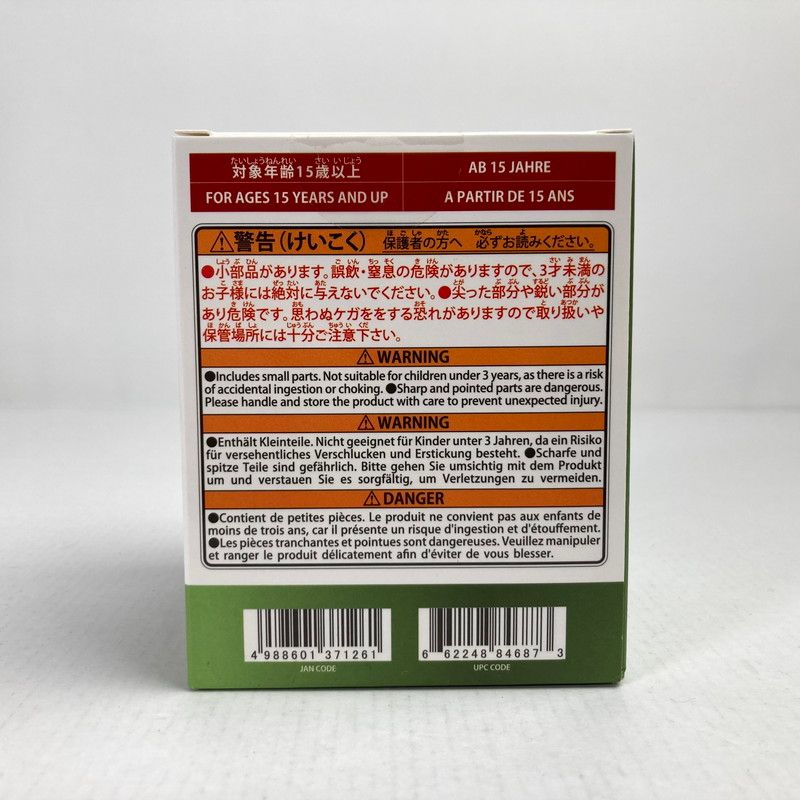 対象年齢15歳以上
AB 15 JAHRE
FOR AGES 15 YEARS AND UP
A PARTIR DE 15 ANS
警告(けいこく) 保護者の方へ 必ずお読みください。
●小部品があります。誤飲・窒息の危険がありますので、3才未満の
お子様には絶対に与えないでください。●尖った部分や鋭い部分が
あり危険です。思わぬケガををする恐れがありますので取り扱いや
保管場所には十分ご注意下さい。
WARNING
●Includes small parts. Not suitable for children under 3 years, as there is a risk
of accidental ingestion or choking. ●Sharp and pointed parts are dangerous.
Please handle and store the product with care to prevent unexpected injury.
WARNING
●Enthält Kleinteile. Nicht geeignet für Kinder unter 3 Jahren, da ein Risiko
für versehentliches Verschlucken und Erstickung besteht. ●Scharfe und
spitze Teile sind gefährlich. Bitte gehen Sie umsichtig mit dem Produkt
um und verstauen Sie es sorgfältig, um Verletzungen zu vermeiden.
DANGER
●Contient de petites pièces. Le produit ne convient pas aux enfants de
moins de trois ans, car il présente un risque d'ingestion et d'étouffement.
●Les pièces tranchantes et pointues sont dangereuses. Veuillez manipuler
et ranger le produit délicatement afin d'éviter de vous blesser.
4 988601 371261
JAN CODE
6 62248 84687 3
UPC CODE